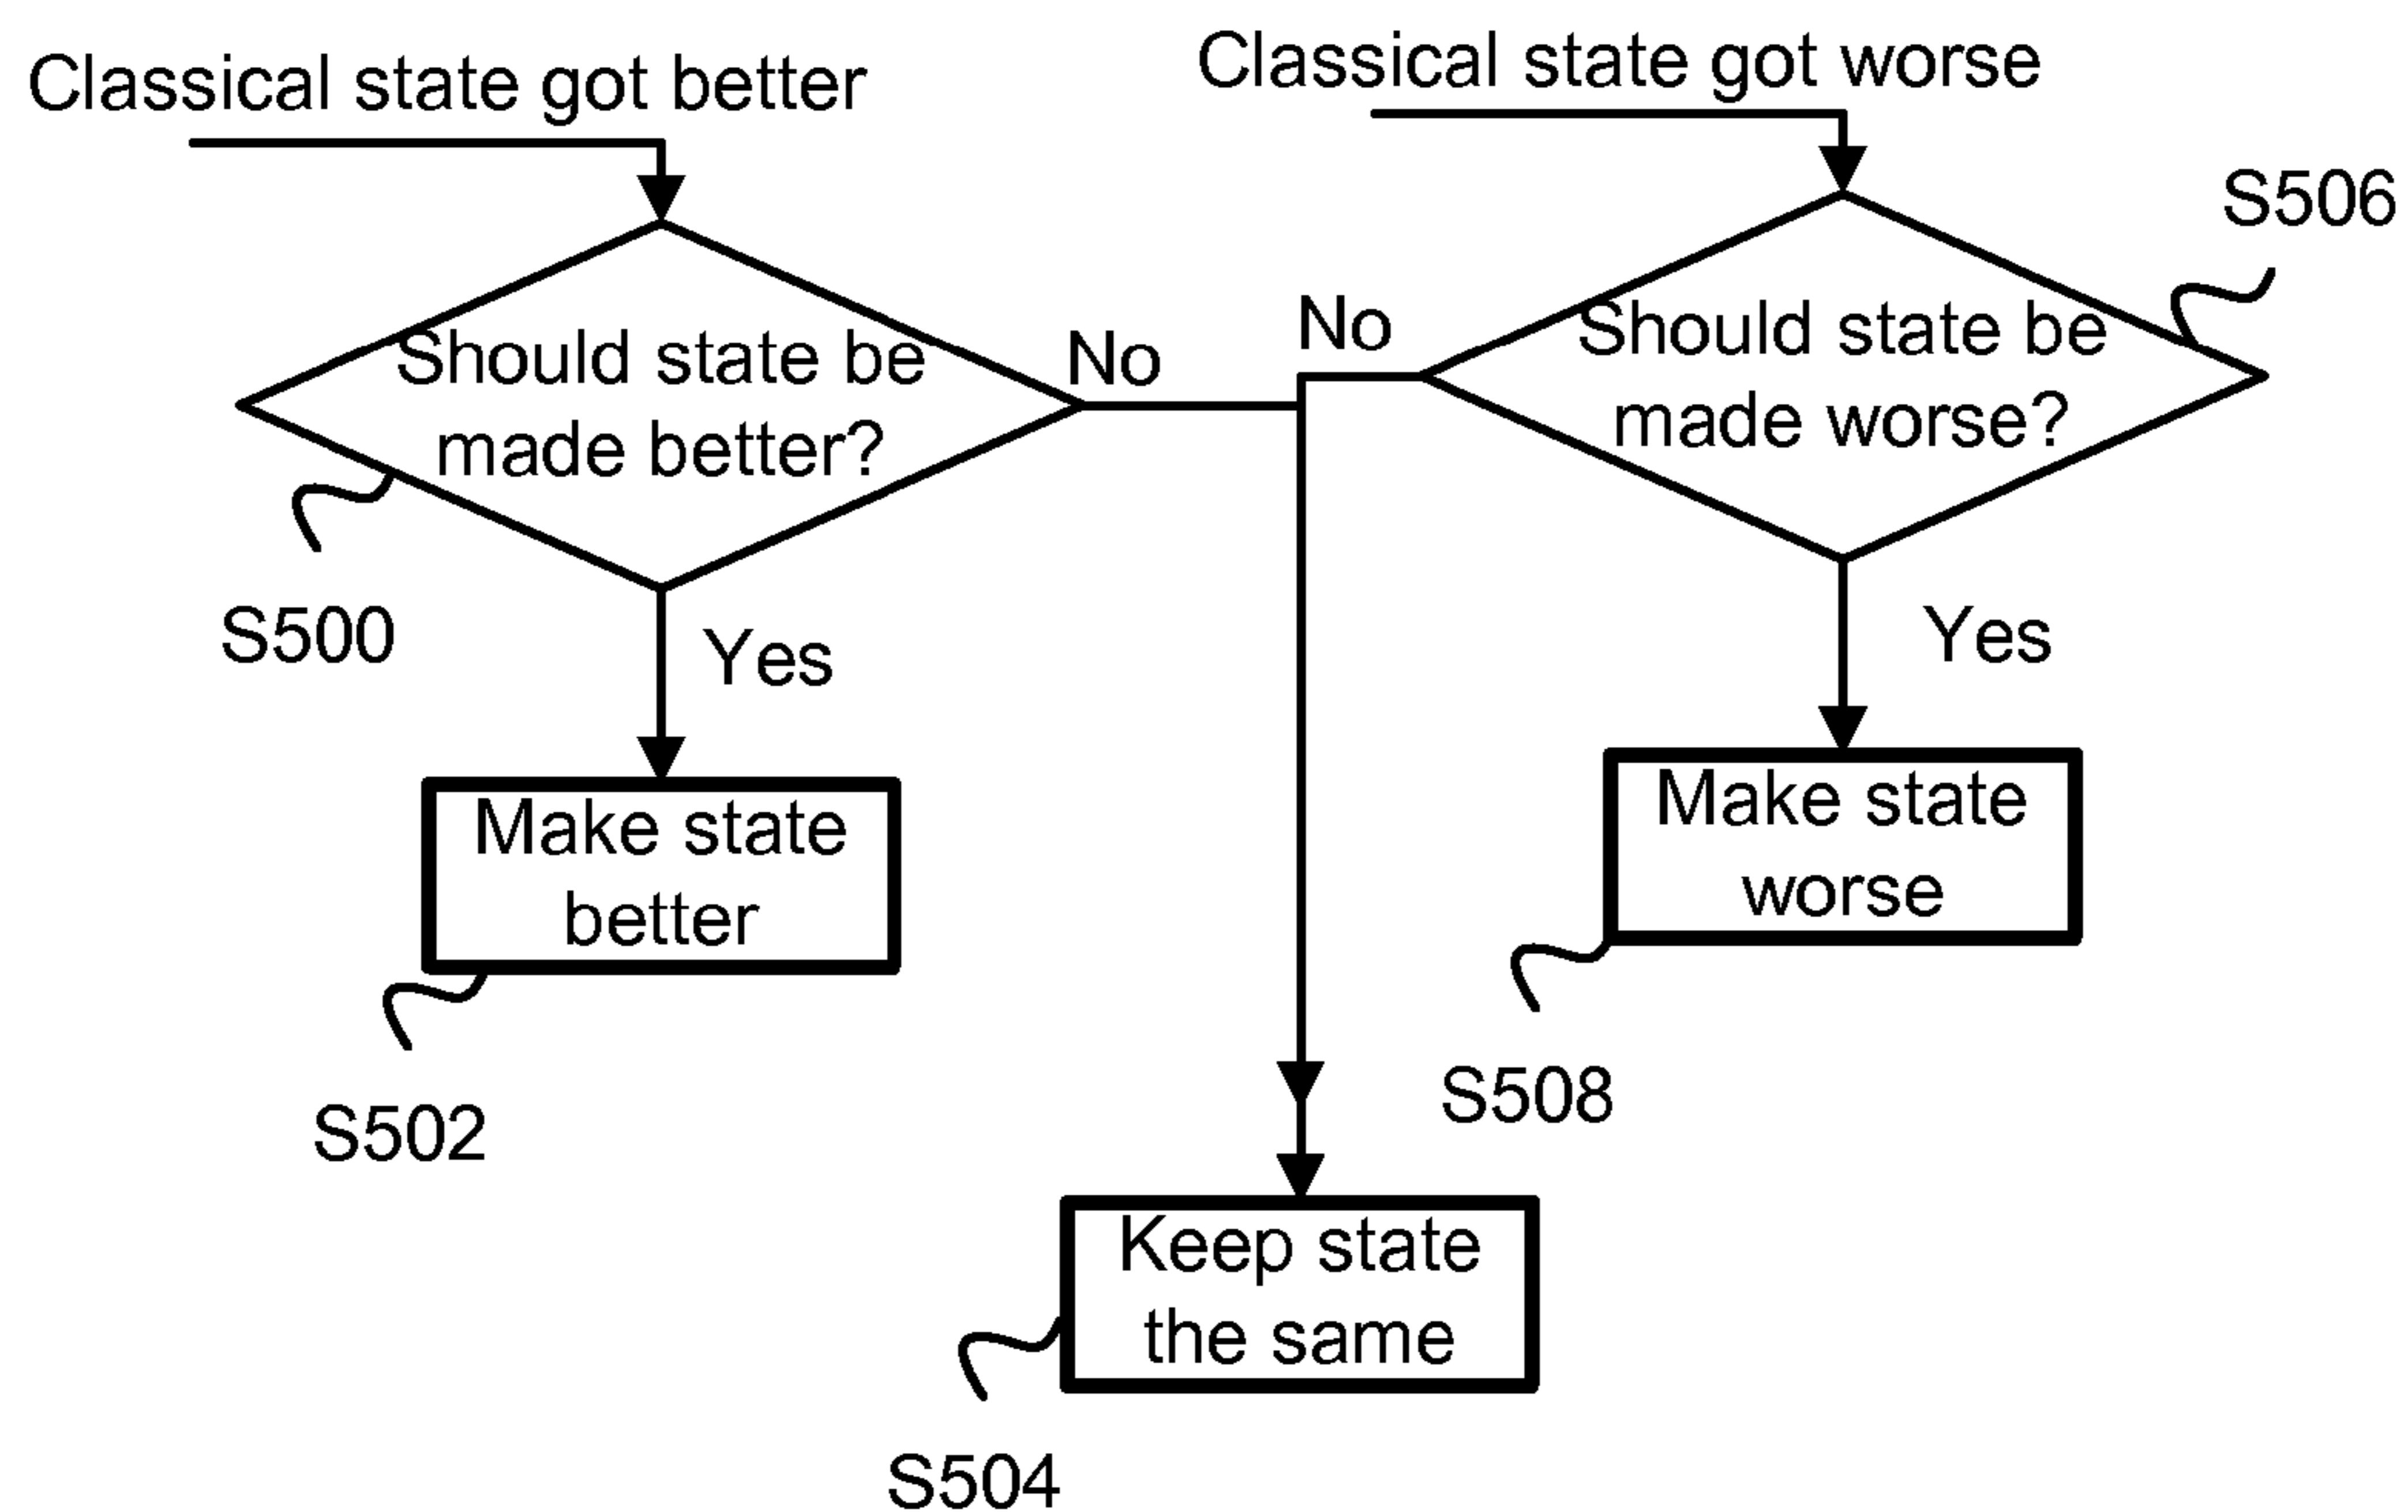 Classical state got better
Classical state got worse
S506
Should state be
made better?
No
No
Should state be
made worse?
S500
Yes
Yes
Make state
better
Make state
worse
S502
S508
Keep state
the same
S504